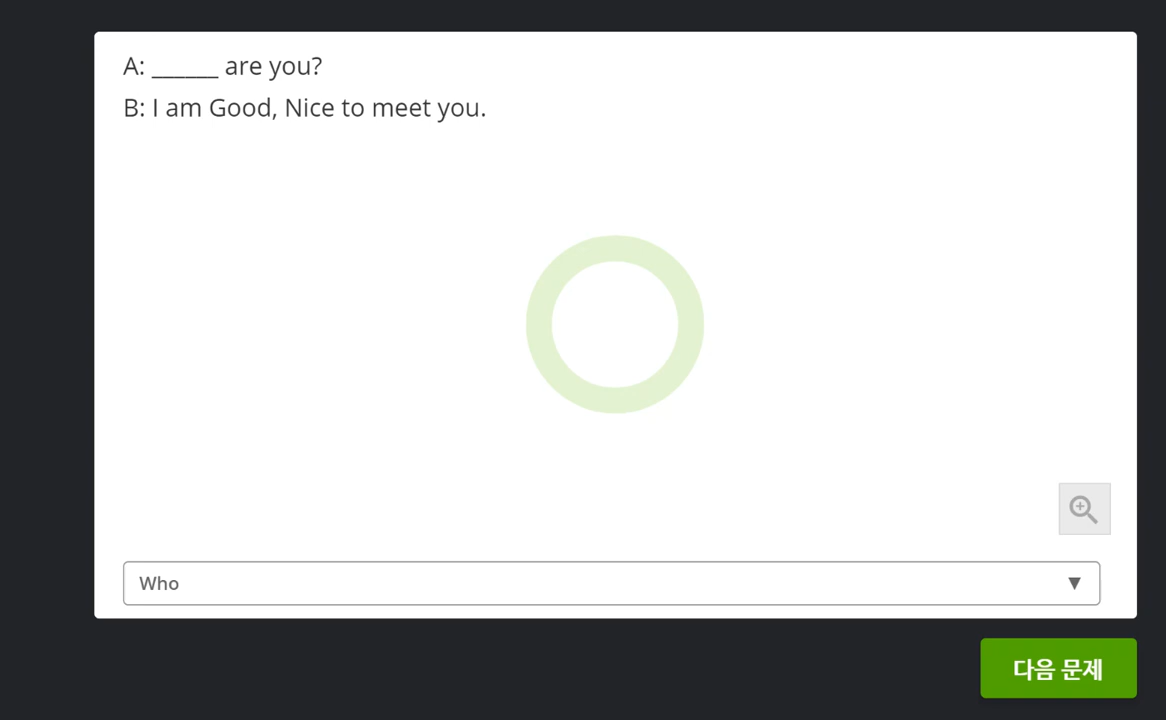 A: ______ are you?
B: I am Good, Nice to meet you.
Who
다음 문제